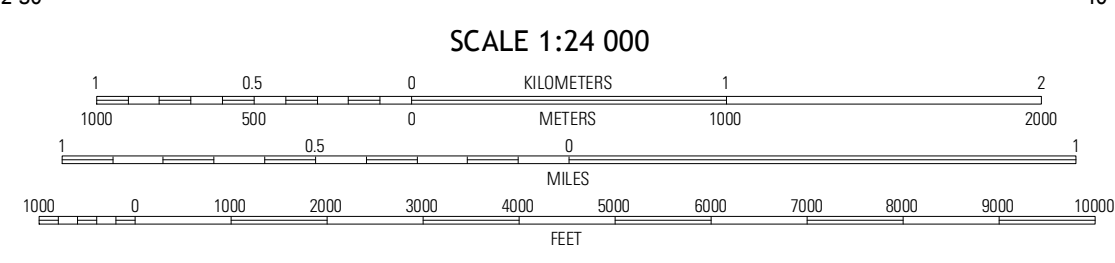 SCALE 1:24 000
1 0.5 0 KILOMETERS 1 2
1000 500 0 METERS 1000 2000
1 0.5 0 1
MILES
1000 0 1000 2000 3000 4000 5000 6000 7000 8000 9000 10000
FEET